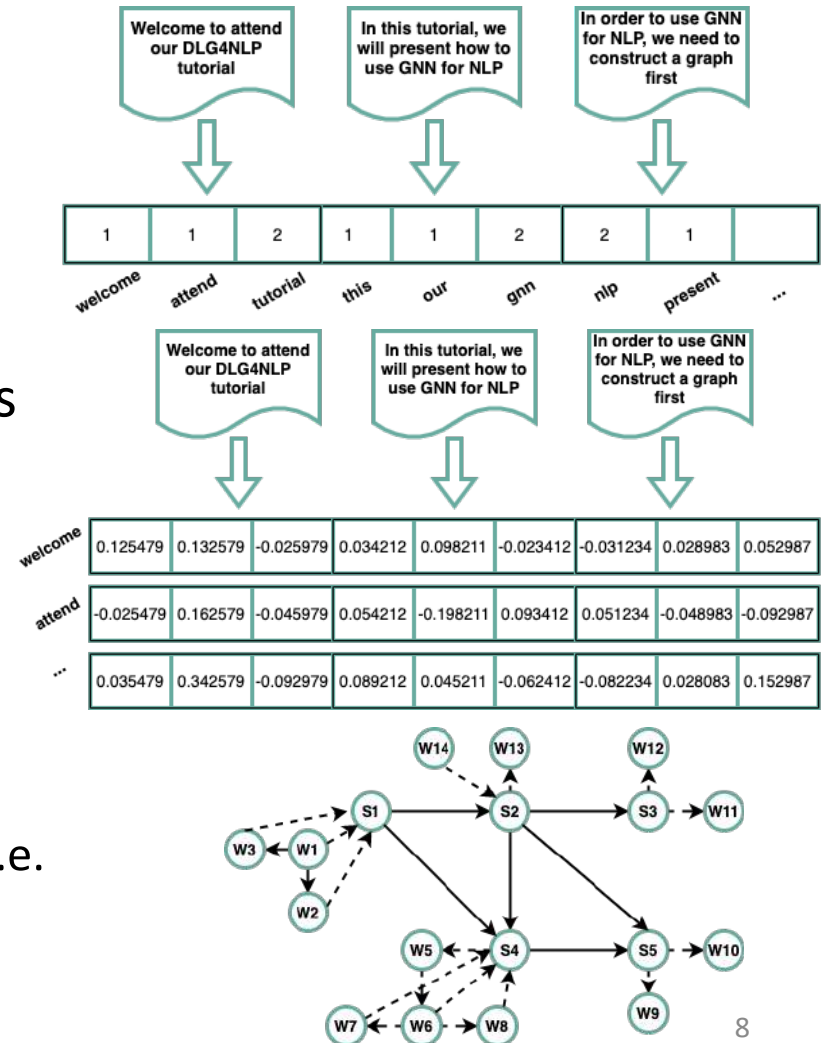 Welcome to attend
our DLG4NLP
tutorial
In this tutorial, we
will present how to
use GNN for NLP
In order to use GNN
for NLP, we need to
construct a graph
first
1 1 2 1 1 2 2 1
welcome attend tutorial this our gnn nlp present ...
Welcome to attend
our DLG4NLP
tutorial
In this tutorial, we
will present how to
use GNN for NLP
In order to use GNN
for NLP, we need to
construct a graph
first
s
welcome 0.125479 0.132579 -0.025979 0.034212 0.098211 -0.023412 -0.031234 0.028983 0.052987
attend -0.025479 0.162579 -0.045979 0.054212 -0.198211 0.093412 0.051234 -0.048983 -0.092987
... 0.035479 0.342579 -0.092979 0.089212 0.045211 -0.062412 -0.082234 0.028083 0.152987
W14 W13 W12
S1 S2 S3 W11
W3 W1
.e.
W2
W5 S4 S5 W10
W7 W6 W8 W9
8